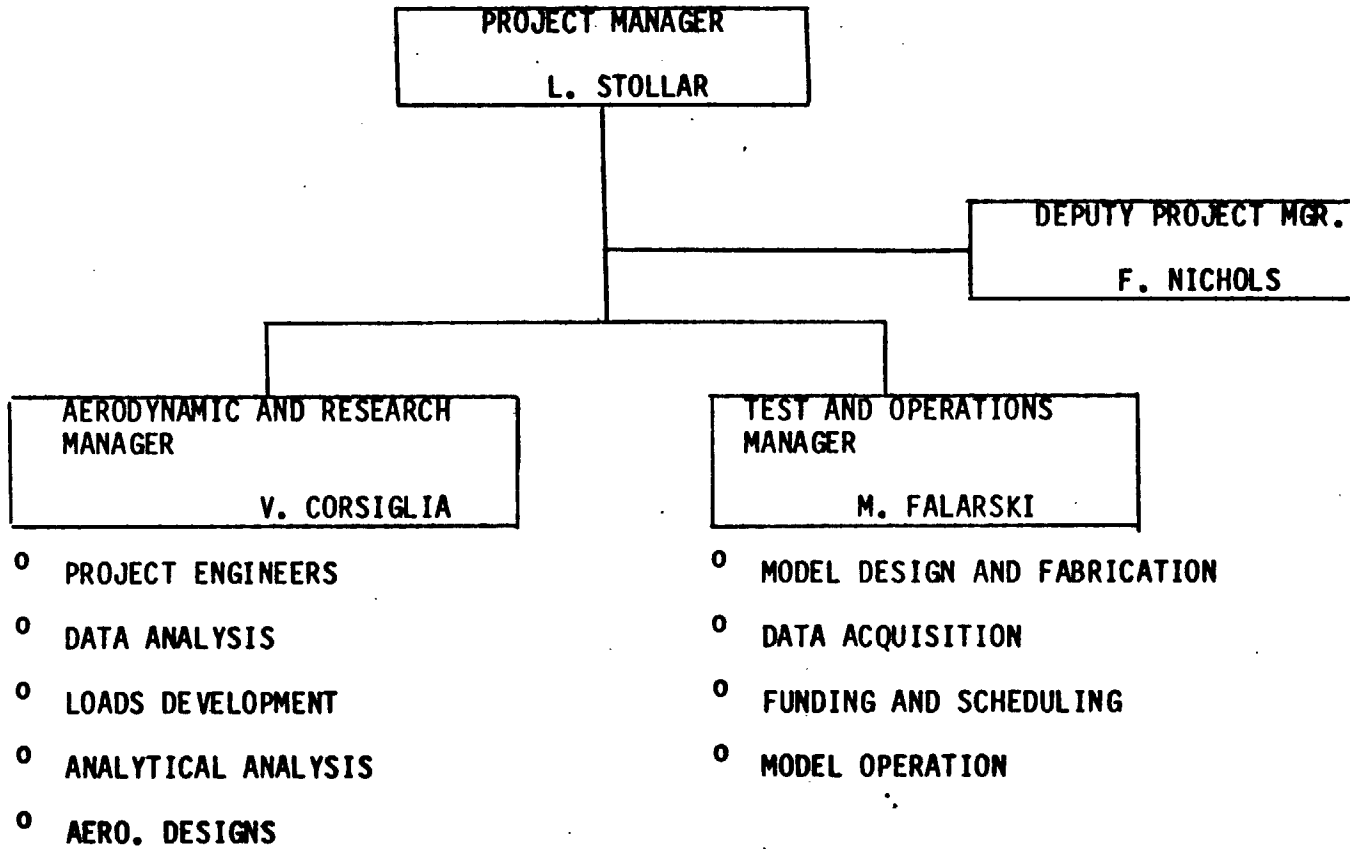 PROJECT MANAGER
L. STOLLAR
DEPUTY PROJECT MGR.
F. NICHOLS
AERODYNAMIC AND RESEARCH
MANAGER
V. CORSIGLIA
o PROJECT ENGINEERS
o DATA ANALYSIS
o LOADS DEVELOPMENT
o ANALYTICAL ANALYSIS
o AERO. DESIGNS
TEST AND OPERATIONS
MANAGER
M. FALARSKI
o MODEL DESIGN AND FABRICATION
o DATA ACQUISITION
o FUNDING AND SCHEDULING
o MODEL OPERATION